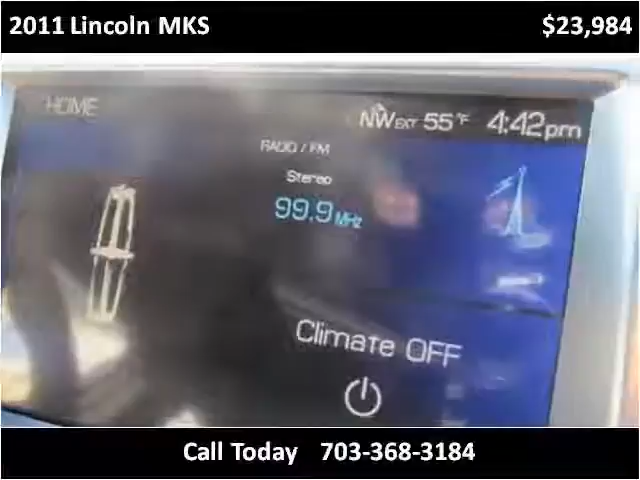 2011 Lincoln MKS $23,984
HOME
NW EXT 55°F 4:42pm
RADIO / FM
Stereo
99.9 MHz
Climate OFF
Call Today 703-368-3184